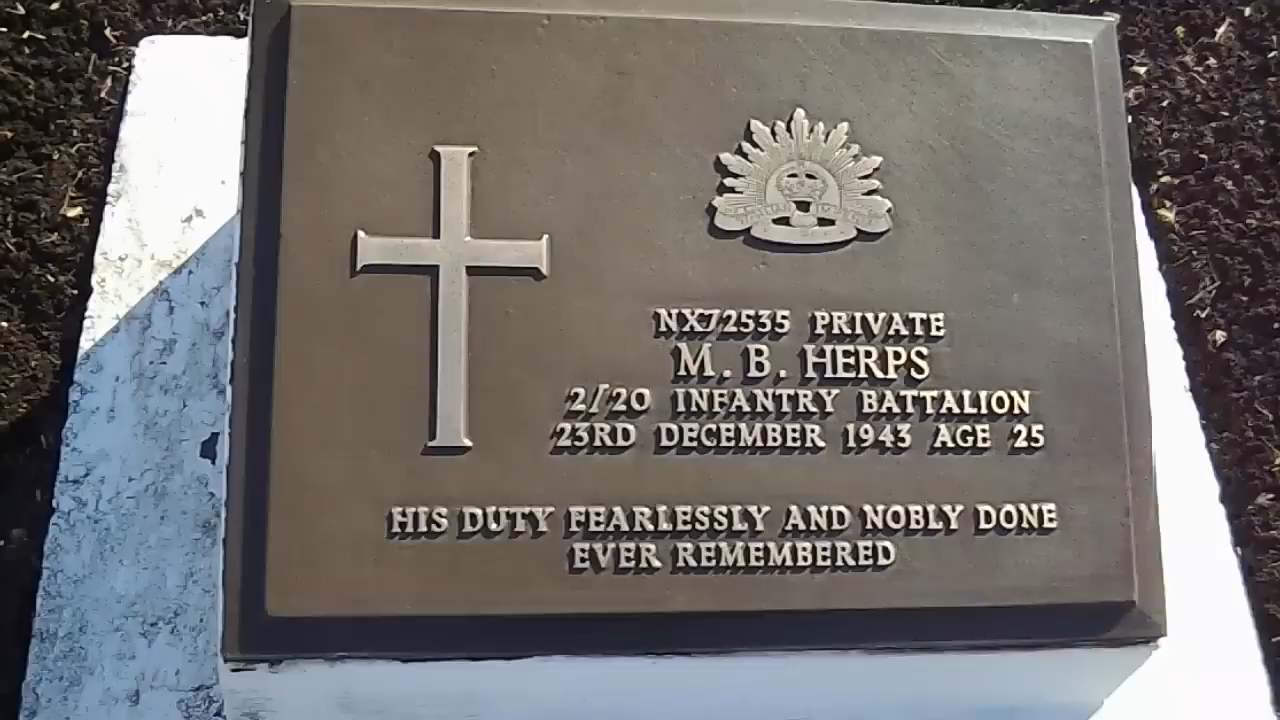 NX72535 PRIVATE
M. B. HERPS
2/20 INFANTRY BATTALION
23RD DECEMBER 1943 AGE 25
HIS DUTY FEARLESSLY AND NOBLY DONE
EVER REMEMBERED